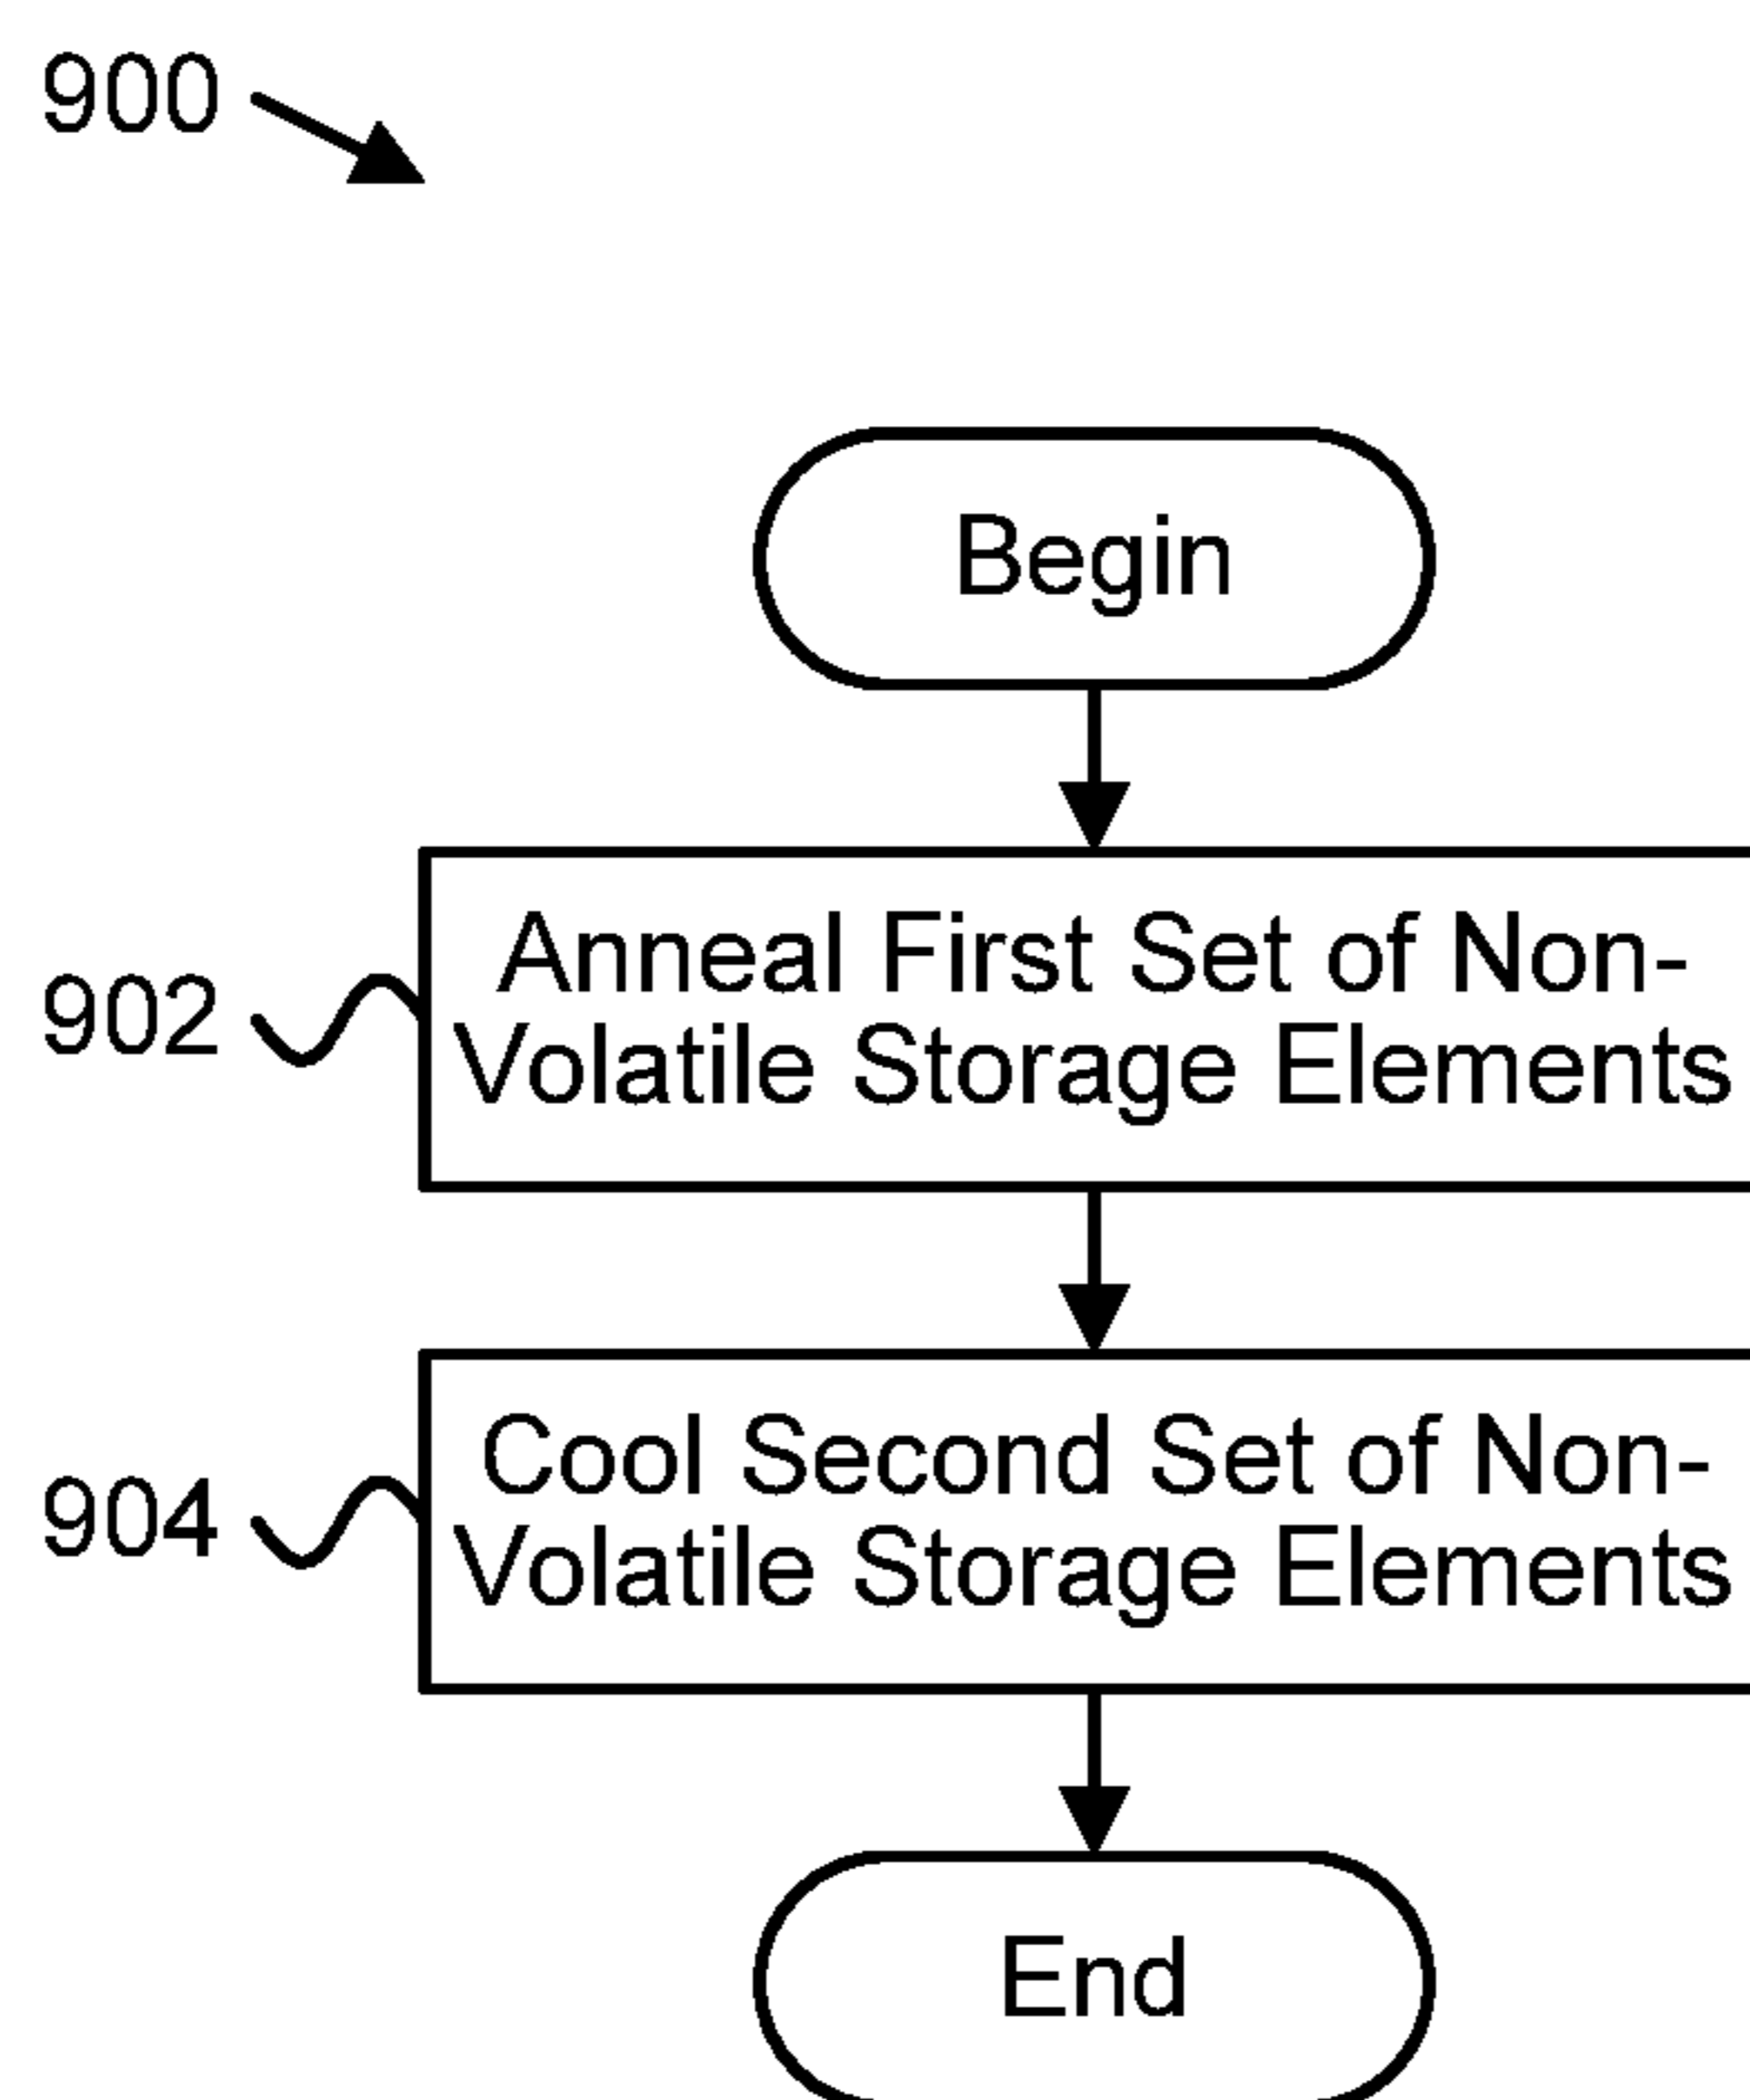 900
Begin
902
Anneal First Set of Non-
Volatile Storage Elements
904
Cool Second Set of Non-
Volatile Storage Elements
End